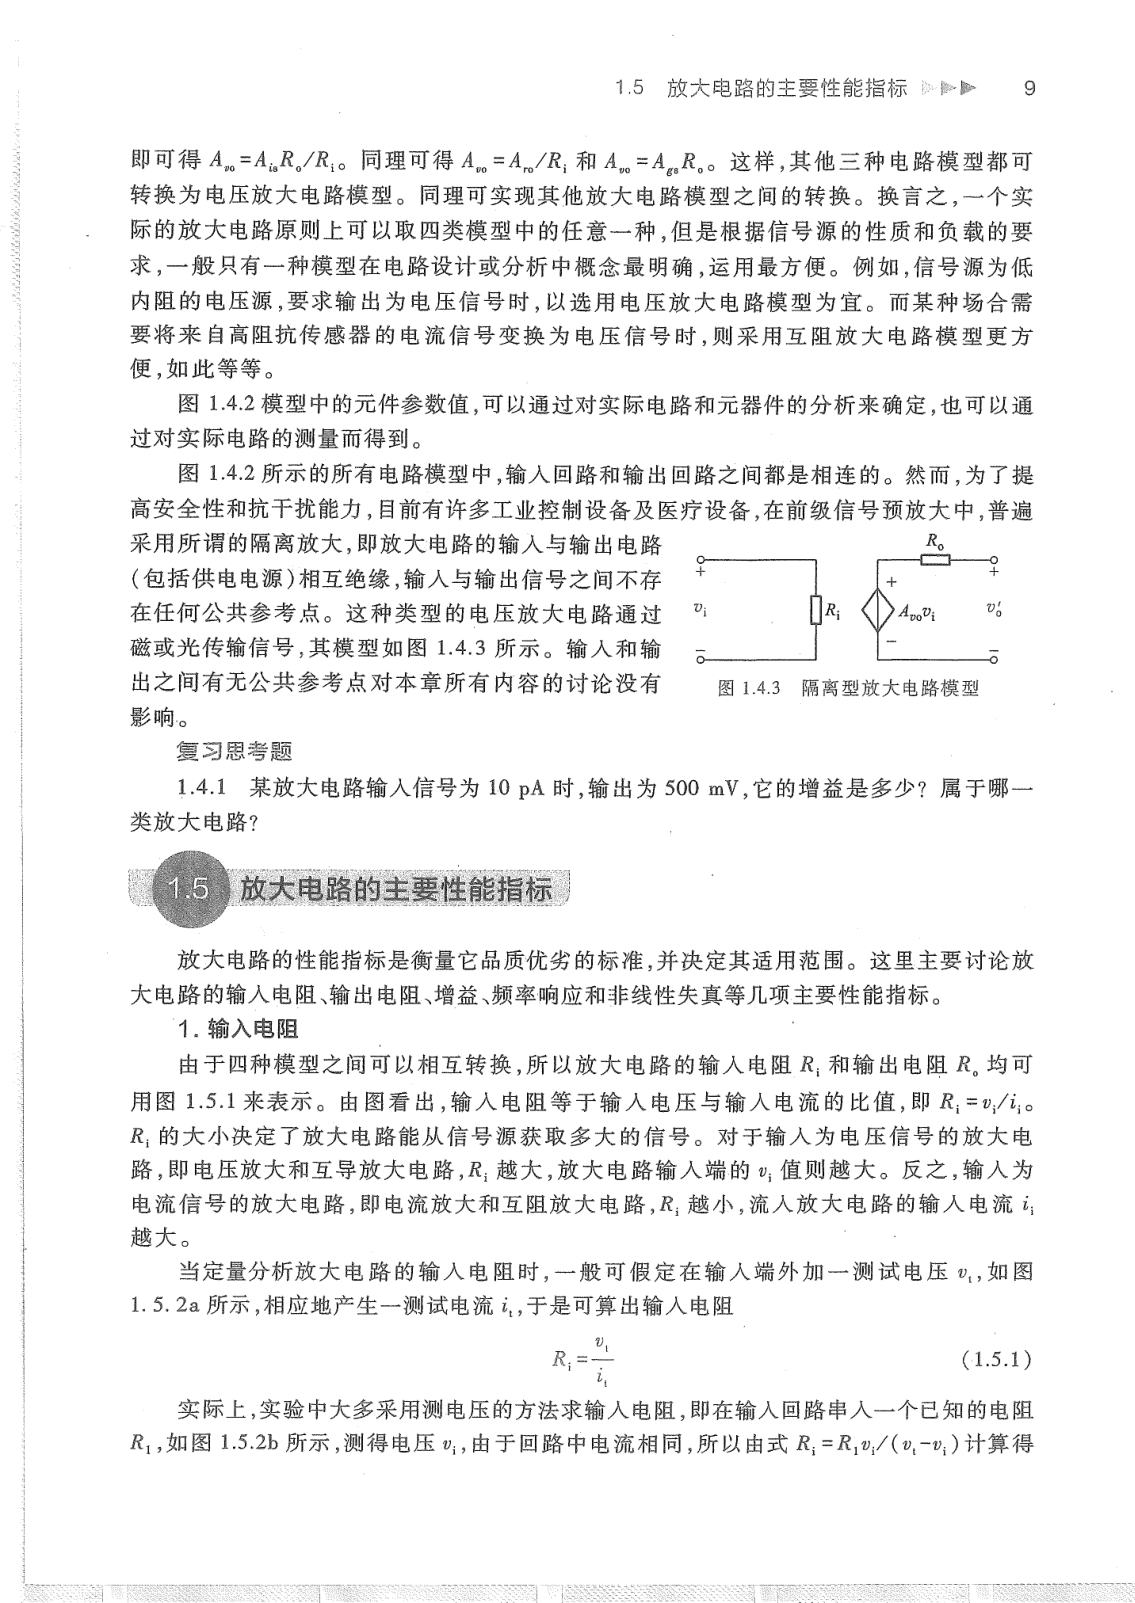 1.5 放大电路的主要性能指标 9
即可得 A_vo=A_is R_o/R_i。同理可得 A_vo=A_ro/R_i 和 A_vo=A_gs R_o。这样,其他三种电路模型都可
转换为电压放大电路模型。同理可实现其他放大电路模型之间的转换。换言之,一个实
际的放大电路原则上可以取四类模型中的任意一种,但是根据信号源的性质和负载的要
求,一般只有一种模型在电路设计或分析中概念最明确,运用最方便。例如,信号源为低
内阻的电压源,要求输出为电压信号时,以选用电压放大电路模型为宜。而某种场合需
要将来自高阻抗传感器的电流信号变换为电压信号时,则采用互阻放大电路模型更方
便,如此等等。
图 1.4.2 模型中的元件参数值,可以通过对实际电路和元器件的分析来确定,也可以通
过对实际电路的测量而得到。
图 1.4.2 所示的所有电路模型中,输入回路和输出回路之间都是相连的。然而,为了提
高安全性和抗干扰能力,目前有许多工业控制设备及医疗设备,在前级信号预放大中,普遍
采用所谓的隔离放大,即放大电路的输入与输出电路
(包括供电电源)相互绝缘,输入与输出信号之间不存
在任何公共参考点。这种类型的电压放大电路通过
磁或光传输信号,其模型如图 1.4.3 所示。输入和输
出之间有无公共参考点对本章所有内容的讨论没有
影响。
R_o
+ + +
v_i R_i A_vo v_i v_o′
− − −
图 1.4.3 隔离型放大电路模型
复习思考题
1.4.1 某放大电路输入信号为 10 pA 时,输出为 500 mV,它的增益是多少? 属于哪一
类放大电路?
1.5 放大电路的主要性能指标
放大电路的性能指标是衡量它品质优劣的标准,并决定其适用范围。这里主要讨论放
大电路的输入电阻、输出电阻、增益、频率响应和非线性失真等几项主要性能指标。
1. 输入电阻
由于四种模型之间可以相互转换,所以放大电路的输入电阻 R_i 和输出电阻 R_o 均可
用图 1.5.1 来表示。由图看出,输入电阻等于输入电压与输入电流的比值,即 R_i=v_i/i_i。
R_i 的大小决定了放大电路能从信号源获取多大的信号。对于输入为电压信号的放大电
路,即电压放大和互导放大电路,R_i 越大,放大电路输入端的 v_i 值则越大。反之,输入为
电流信号的放大电路,即电流放大和互阻放大电路,R_i 越小,流入放大电路的输入电流 i_i
越大。
当定量分析放大电路的输入电阻时,一般可假定在输入端外加一测试电压 v_t,如图
1.5.2a 所示,相应地产生一测试电流 i_t,于是可算出输入电阻
R_i=v_t/i_t (1.5.1)
实际上,实验中大多采用测电压的方法求输入电阻,即在输入回路串入一个已知的电阻
R_1,如图 1.5.2b 所示,测得电压 v_i,由于回路中电流相同,所以由式 R_i=R_1v_i/(v_t-v_i)计算得